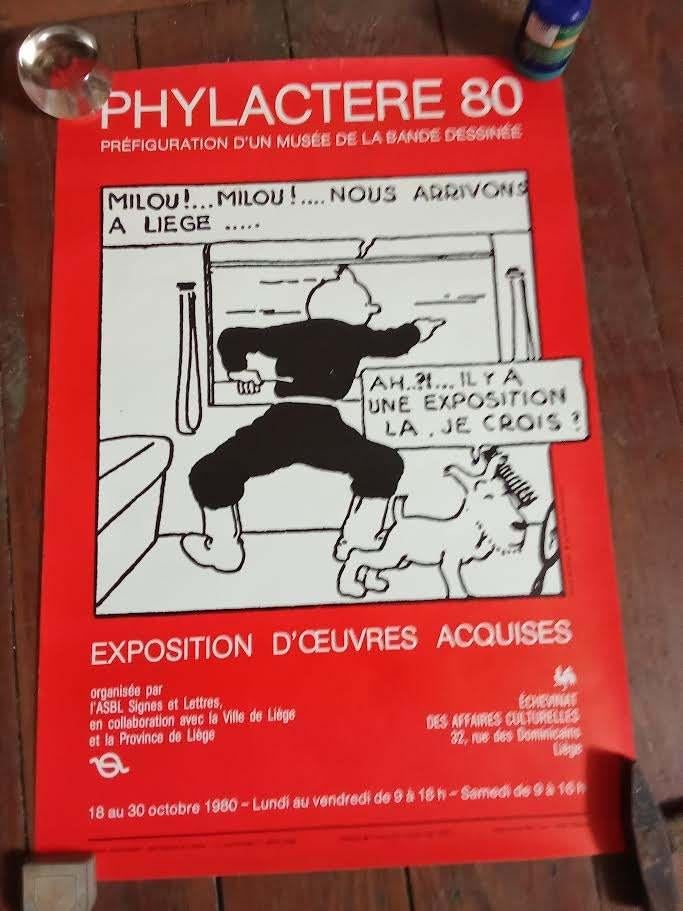 PHYLACTERE 80
PRÉFIGURATION D'UN MUSÉE DE LA BANDE DESSINÉE
MILOU!...MILOU!....NOUS ARRIVONS
A LIEGE .....
AH..?!...IL Y A
UNE EXPOSITION
LA , JE CROIS ?
EXPOSITION D'ŒUVRES ACQUISES
organisée par
l'ASBL Signes et Lettres,
en collaboration avec la Ville de Liège
et la Province de Liège
ÉCHEVINAT
DES AFFAIRES CULTURELLES
32, rue des Dominicains
Liège
18 au 30 octobre 1980 - Lundi au vendredi de 9 à 18 h - Samedi de 9 à 16 h